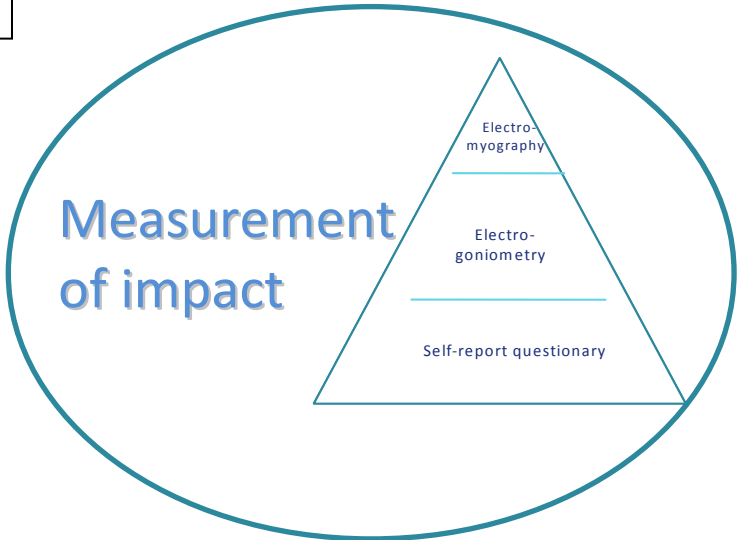 Measurement
of impact
Electro-
myography
Electro-
goniometry
Self-report questionary